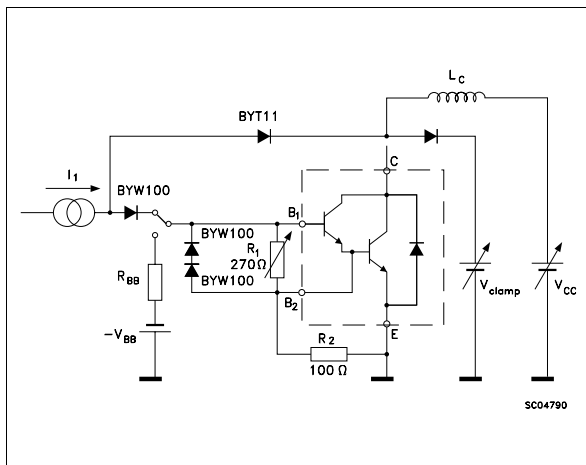 L_C
BYT11
I_1
BYW100
C
B_1
BYW100
R_1
270Ω
R_BB
BYW100
B_2
V_clamp
V_CC
-V_BB
E
R_2
100 Ω
SC04790